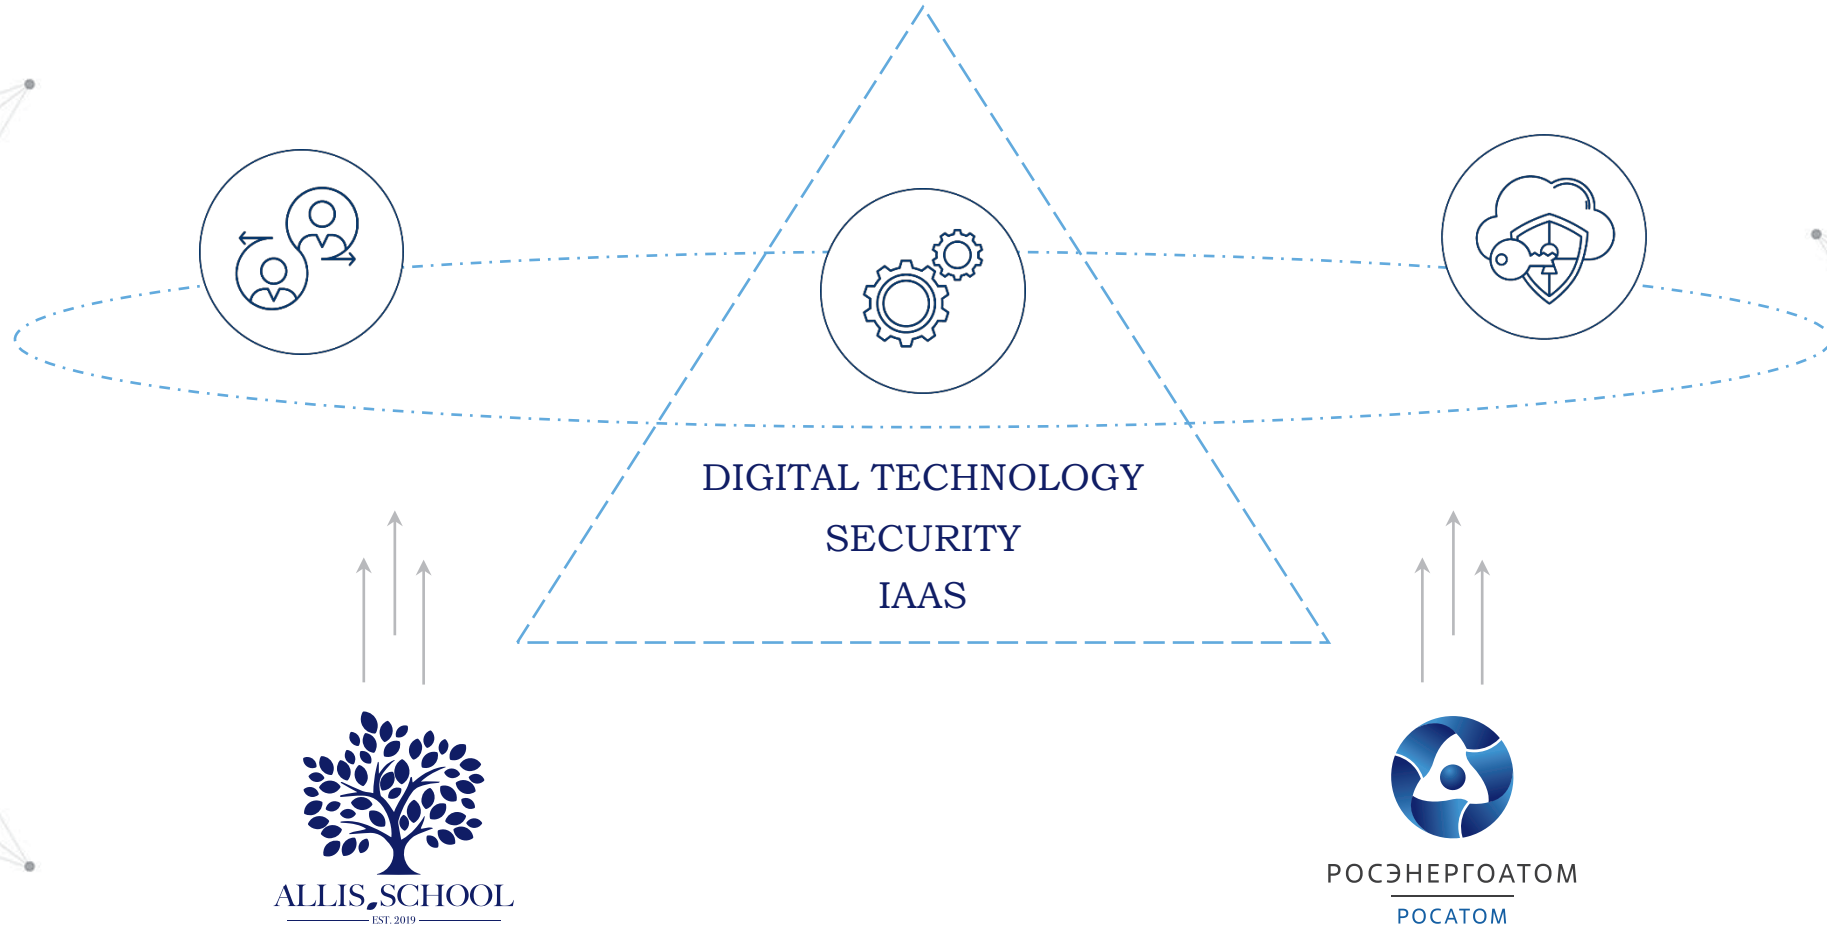 DIGITAL TECHNOLOGY
SECURITY
IAAS
ALLIS SCHOOL
EST. 2019
РОСЭНЕРГОАТОМ
РОСАТОМ